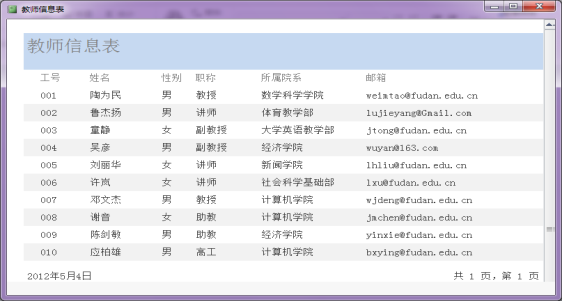 教师信息表
教师信息表
工号 姓名 性别 职称 所属院系 邮箱
001 陶为民 男 教授 数学科学学院 weimtao@fudan.edu.cn
002 鲁杰扬 男 讲师 体育教学部 lujieyang@Gmail.com
003 童静 女 副教授 大学英语教学部 jtong@fudan.edu.cn
004 吴彦 男 副教授 经济学院 wuyan@163.com
005 刘丽华 女 讲师 新闻学院 lhliu@fudan.edu.cn
006 许岚 女 讲师 社会科学基础部 lxu@fudan.edu.cn
007 邓文杰 男 教授 计算机学院 wjdeng@fudan.edu.cn
008 谢音 女 助教 计算机学院 jmchen@fudan.edu.cn
009 陈剑敏 男 助教 经济学院 yinxie@fudan.edu.cn
010 应柏雄 男 高工 计算机学院 bxying@fudan.edu.cn
2012年5月4日 共 1 页，第 1 页